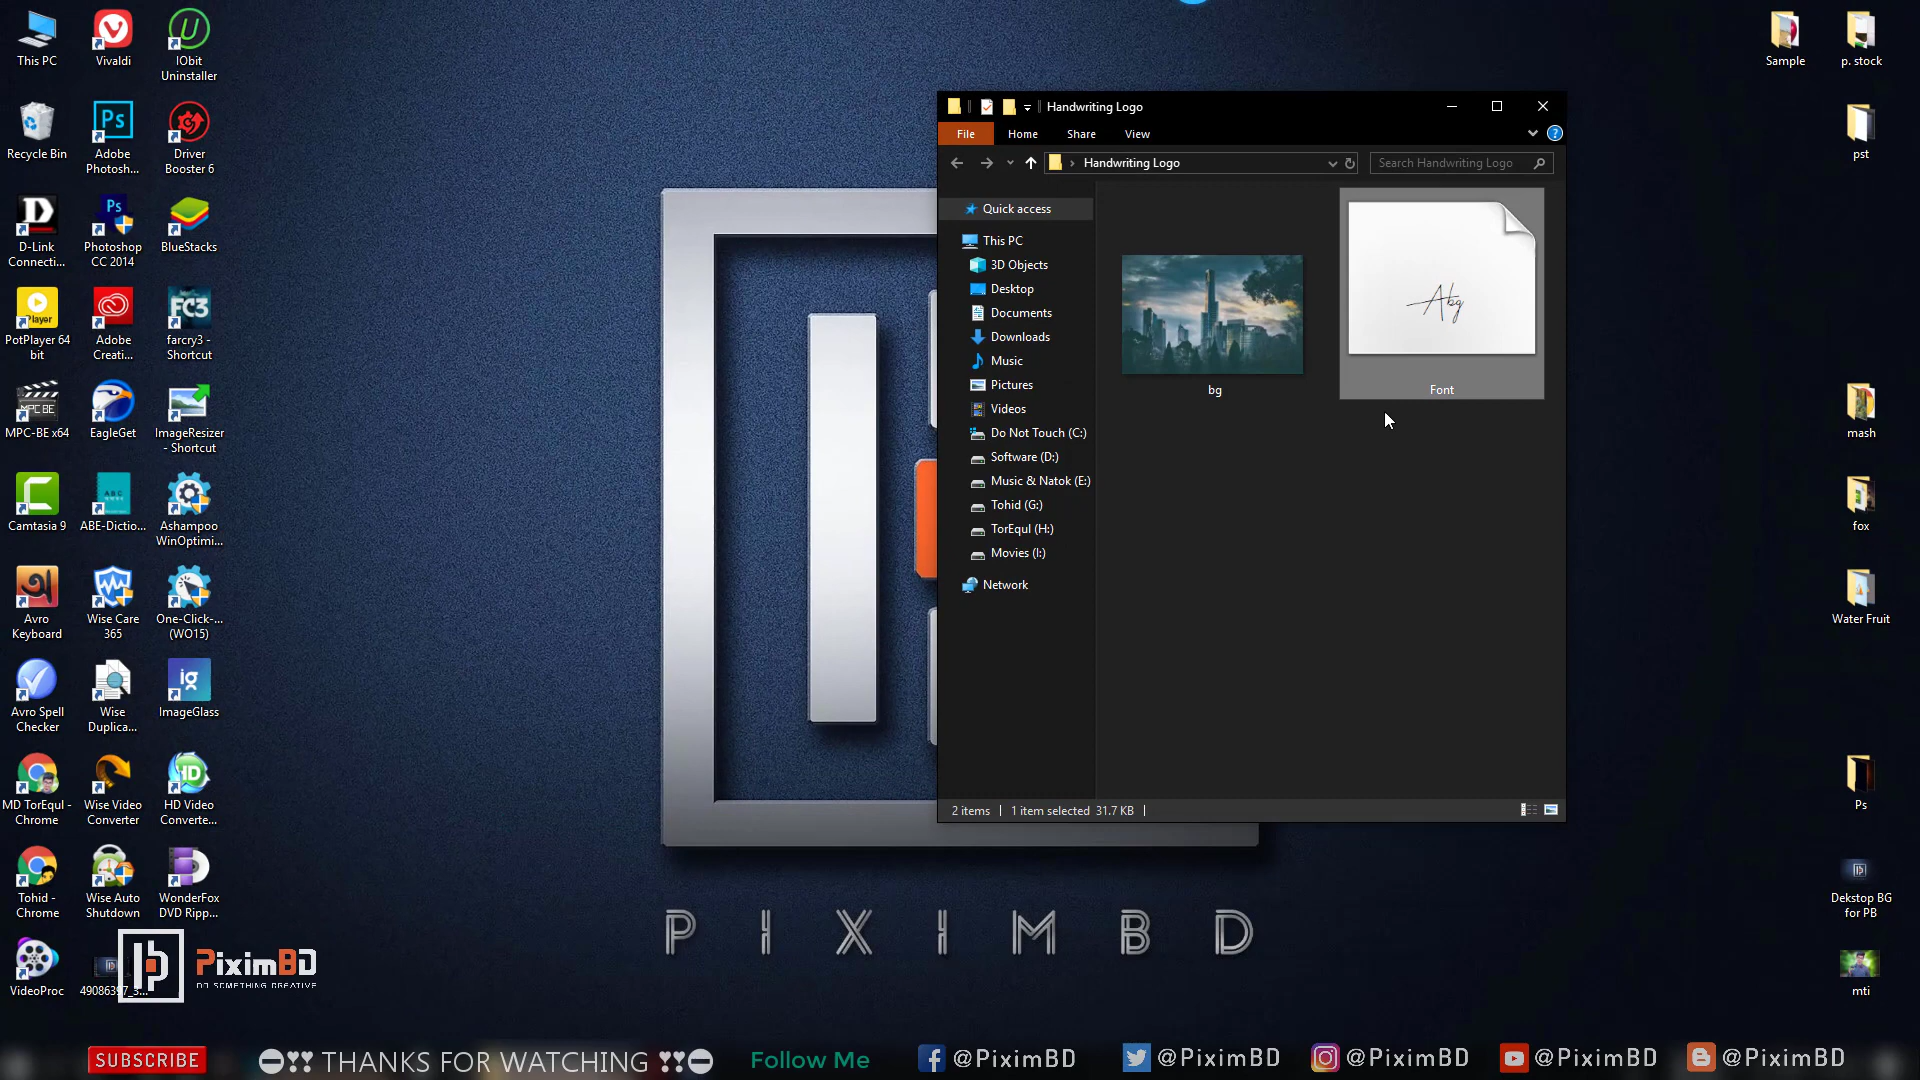 This PC
Vivaldi
IObit
Uninstaller
Recycle Bin
Adobe
Photosh...
Driver
Booster 6
D-Link
Connecti...
Photoshop
CC 2014
BlueStacks
PotPlayer 64
bit
Adobe
Creati...
farcry3 -
Shortcut
MPC-BE x64
EagleGet
ImageResizer
- Shortcut
Camtasia 9
ABE-Dictio...
Ashampoo
WinOptimi...
Avro
Keyboard
Wise Care
365
One-Click-...
(WO15)
Avro Spell
Checker
Wise
Duplica...
ImageGlass
MD TorEqul -
Chrome
Wise Video
Converter
HD Video
Converte...
Tohid -
Chrome
Wise Auto
Shutdown
WonderFox
DVD Ripp...
VideoProc
PiximBD
DO SOMETHING CREATIVE
Handwriting Logo
File Home Share View
Handwriting Logo
Search Handwriting Logo
Quick access
This PC
3D Objects
Desktop
Documents
Downloads
Music
Pictures
Videos
Do Not Touch (C:)
Software (D:)
Music & Natok (E:)
Tohid (G:)
TorEqul (H:)
Movies (I:)
Network
Abg
bg
Font
2 items 1 item selected 31.7 KB
PIXIMBD
Sample
p. stock
pst
mash
fox
Water Fruit
Ps
Dekstop BG
for PB
mti
SUBSCRIBE
THANKS FOR WATCHING
Follow Me
@PiximBD
@PiximBD
@PiximBD
@PiximBD
@PiximBD